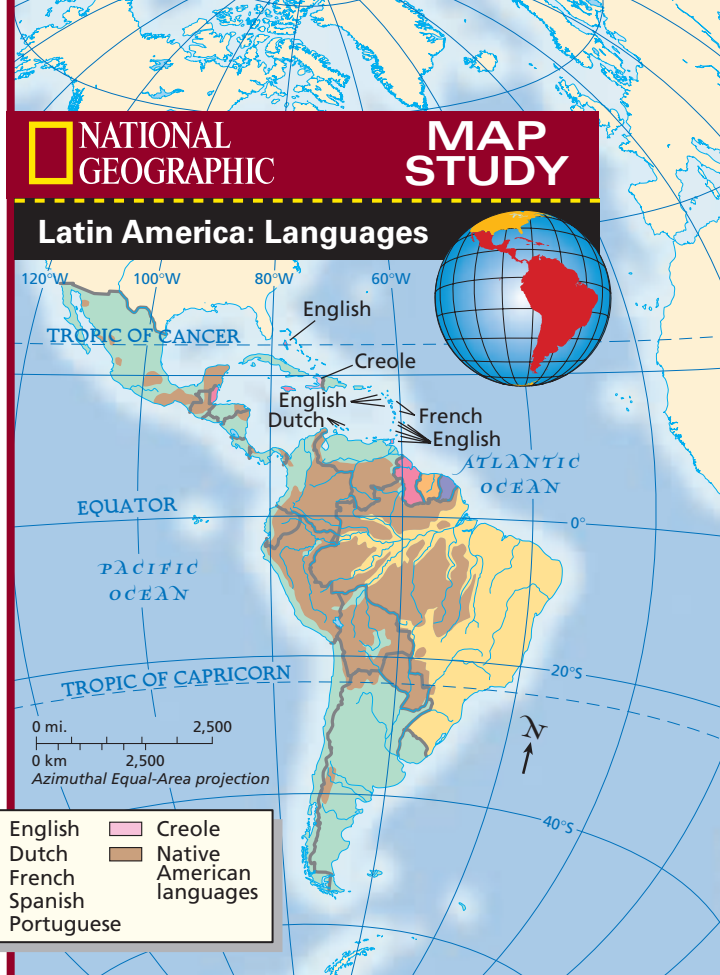 NATIONAL
GEOGRAPHIC
MAP
STUDY
Latin America: Languages
120°W
100°W
80°W
60°W
English
TROPIC OF CANCER
Creole
English
Dutch
French
English
ATLANTIC
OCEAN
EQUATOR
0°
PACIFIC
OCEAN
TROPIC OF CAPRICORN
20°S
0 mi.
2,500
0 km
2,500
Azimuthal Equal-Area projection
N
40°S
English
Dutch
French
Spanish
Portuguese
Creole
Native
American
languages